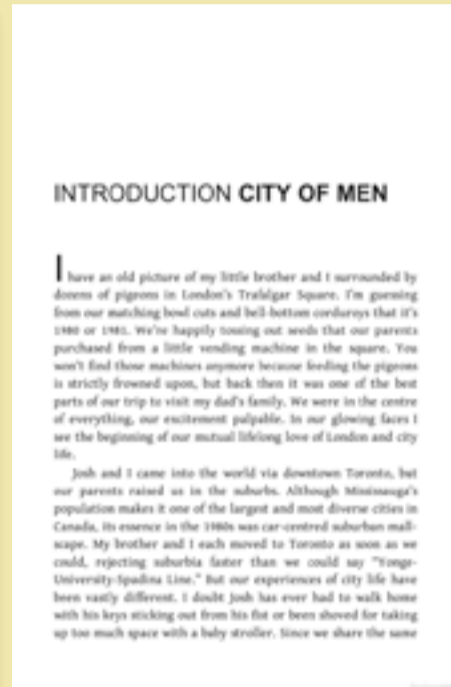 INTRODUCTION CITY OF MEN
I have an old picture of my little brother and I surrounded by
dozens of pigeons in London's Trafalgar Square. I'm guessing
from our matching bowl cuts and bell-bottom corduroys that it's
1980 or 1981. We're happily tossing out seeds that our parents
purchased from a little vending machine in the square. You
won't find those machines anymore because feeding the pigeons
is strictly frowned upon, but back then it was one of the best
parts of our trip to visit my dad's family. We were in the centre
of everything, our excitement palpable. In our glowing faces I
see the beginning of our mutual lifelong love of London and city
life.
Josh and I came into the world via downtown Toronto, but
our parents raised us in the suburbs. Although Mississauga's
population makes it one of the largest and most diverse cities in
Canada, its essence in the 1980s was car-centred suburban mall-
scape. My brother and I each moved to Toronto as soon as we
could, rejecting suburbia faster than we could say "Yonge-
University-Spadina Line." But our experiences of city life have
been vastly different. I doubt Josh has ever had to walk home
with his keys sticking out from his fist or been shoved for taking
up too much space with a baby stroller. Since we share the same